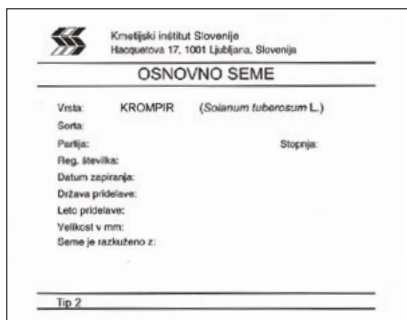 Kmetijski inštitut Slovenije
Hacquetova 17, 1001 Ljubljana, Slovenija
OSNOVNO SEME
Vrsta: KROMPIR (Solanum tuberosum L.)
Sorta:
Partija: Stopnja:
Reg. številka:
Datum zapiranja:
Država pridelave:
Leto pridelave:
Velikost v mm:
Seme je razkuženo z:
Tip 2